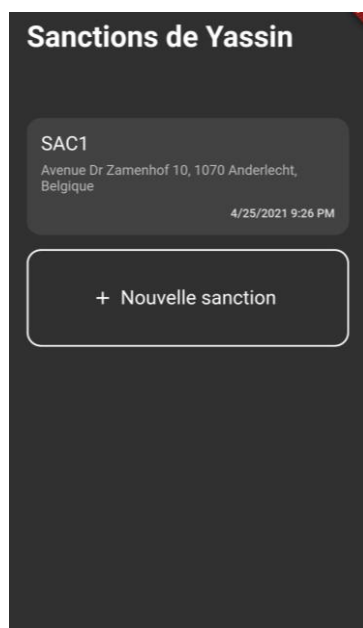 Sanctions de Yassin
SAC1
Avenue Dr Zamenhof 10, 1070 Anderlecht,
Belgique
4/25/2021 9:26 PM
+ Nouvelle sanction